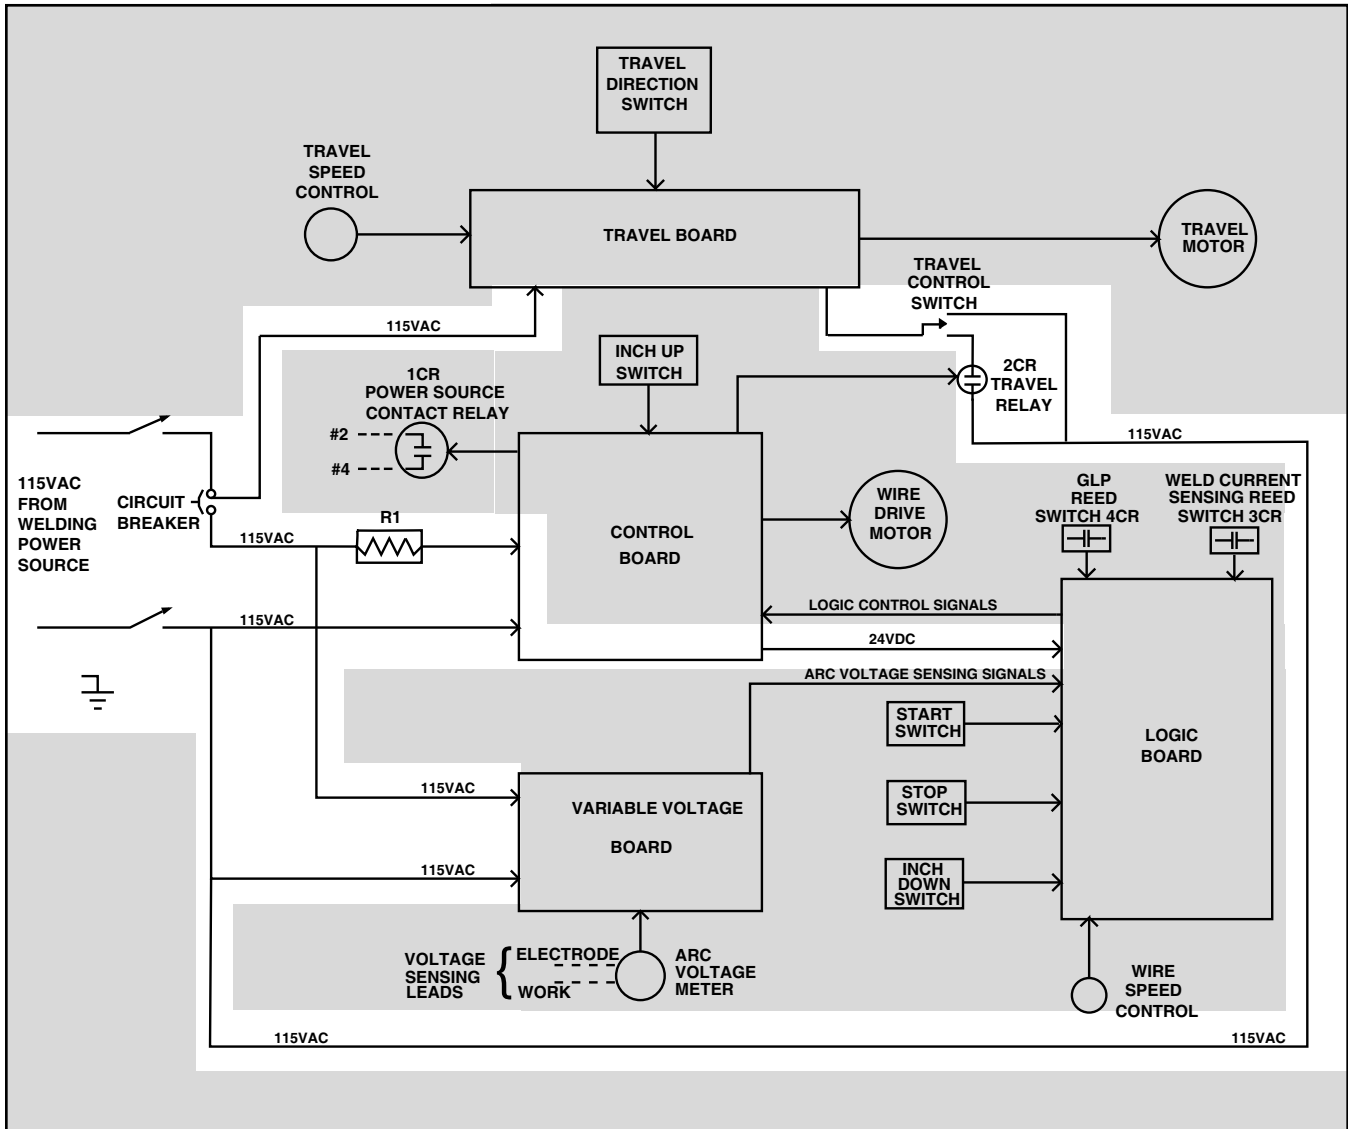 TRAVEL
DIRECTION
SWITCH
TRAVEL
SPEED
CONTROL
TRAVEL BOARD
TRAVEL
MOTOR
TRAVEL
CONTROL
SWITCH
115VAC
INCH UP
SWITCH
1CR
POWER SOURCE
CONTACT RELAY
#2
#4
2CR
TRAVEL
RELAY
115VAC
115VAC
FROM
WELDING
POWER
SOURCE
CIRCUIT
BREAKER
115VAC
R1
CONTROL
BOARD
WIRE
DRIVE
MOTOR
GLP
REED
SWITCH 4CR
WELD CURRENT
SENSING REED
SWITCH 3CR
LOGIC CONTROL SIGNALS
115VAC
24VDC
ARC VOLTAGE SENSING SIGNALS
START
SWITCH
LOGIC
BOARD
115VAC
VARIABLE VOLTAGE
BOARD
STOP
SWITCH
115VAC
INCH
DOWN
SWITCH
VOLTAGE
SENSING
LEADS
{
ELECTRODE
WORK
ARC
VOLTAGE
METER
WIRE
SPEED
CONTROL
115VAC
115VAC